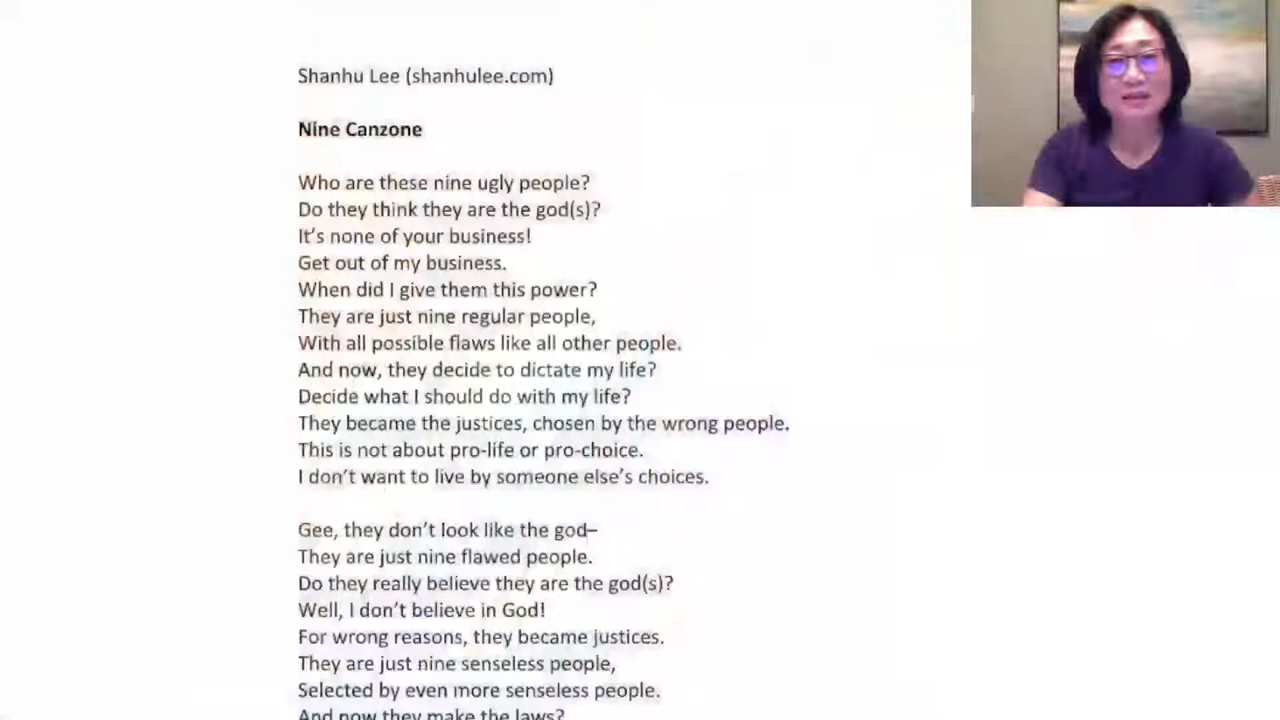 Shanhu Lee (shanhulee.com)
Nine Canzone
Who are these nine ugly people?
Do they think they are the god(s)?
It's none of your business!
Get out of my business.
When did I give them this power?
They are just nine regular people,
With all possible flaws like all other people.
And now, they decide to dictate my life?
Decide what I should do with my life?
They became the justices, chosen by the wrong people.
This is not about pro-life or pro-choice.
I don't want to live by someone else's choices.
Gee, they don't look like the god–
They are just nine flawed people.
Do they really believe they are the god(s)?
Well, I don't believe in God!
For wrong reasons, they became justices.
They are just nine senseless people,
Selected by even more senseless people.
And now they make the laws?